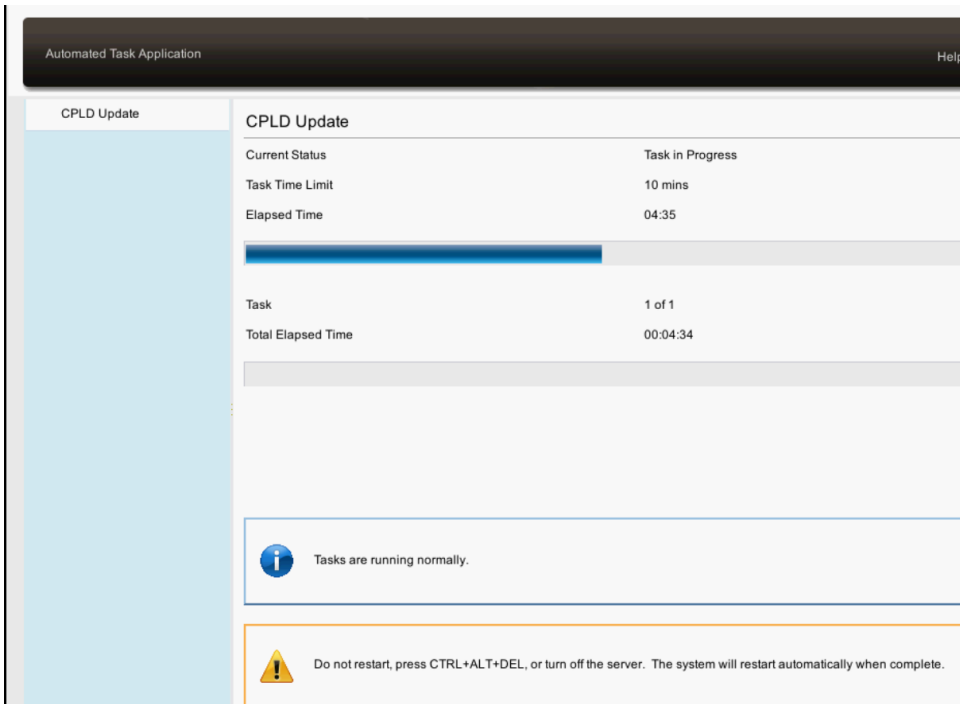 Automated Task Application
Help
CPLD Update
CPLD Update
Current Status Task in Progress
Task Time Limit 10 mins
Elapsed Time 04:35
Task 1 of 1
Total Elapsed Time 00:04:34
Tasks are running normally.
Do not restart, press CTRL+ALT+DEL, or turn off the server. The system will restart automatically when complete.